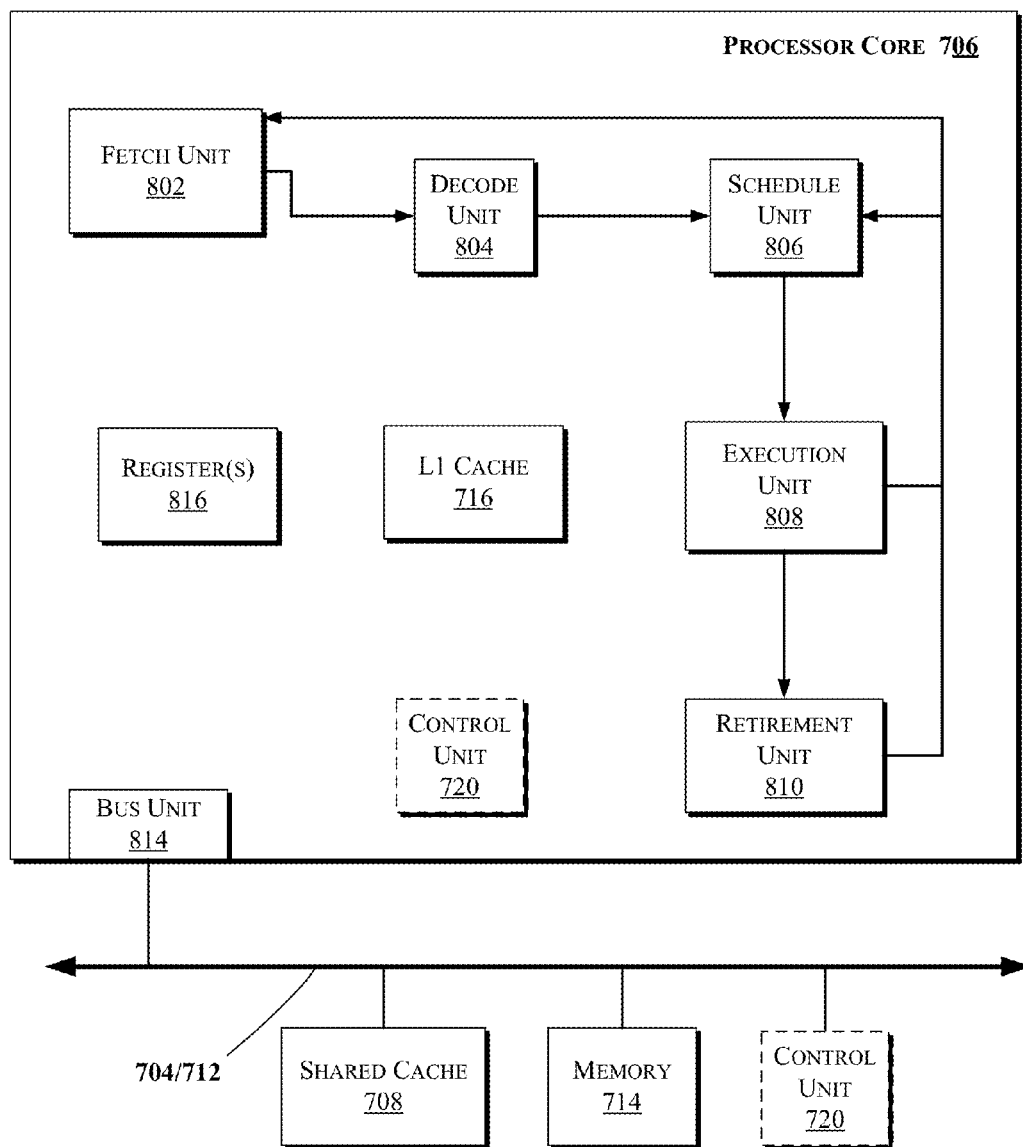 PROCESSOR CORE 706
FETCH UNIT
802
DECODE
UNIT
804
SCHEDULE
UNIT
806
REGISTER(S)
816
L1 CACHE
716
EXECUTION
UNIT
808
CONTROL
UNIT
720
RETIREMENT
UNIT
810
BUS UNIT
814
704/712
SHARED CACHE
708
MEMORY
714
CONTROL
UNIT
720